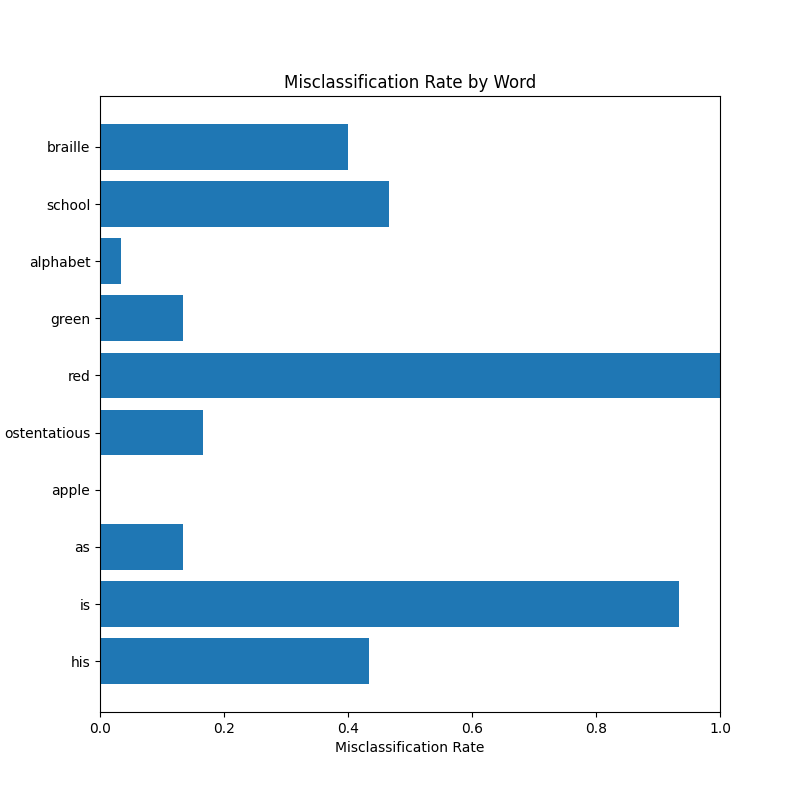 Misclassification Rate by Word
braille
school
alphabet
green
red
ostentatious
apple
as
is
his
0.0 0.2 0.4 0.6 0.8 1.0
Misclassification Rate